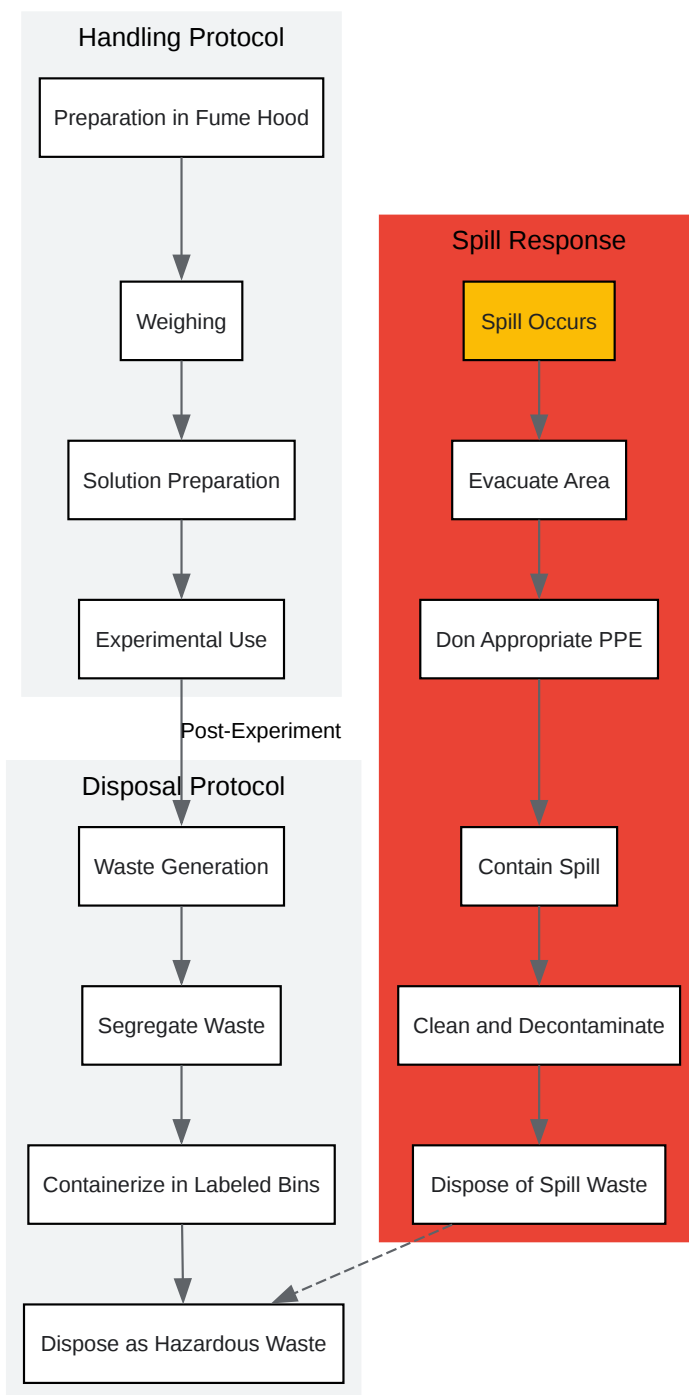 Handling Protocol
Preparation in Fume Hood
Weighing
Solution Preparation
Experimental Use
Post-Experiment
Disposal Protocol
Waste Generation
Segregate Waste
Containerize in Labeled Bins
Dispose as Hazardous Waste
Spill Response
Spill Occurs
Evacuate Area
Don Appropriate PPE
Contain Spill
Clean and Decontaminate
Dispose of Spill Waste